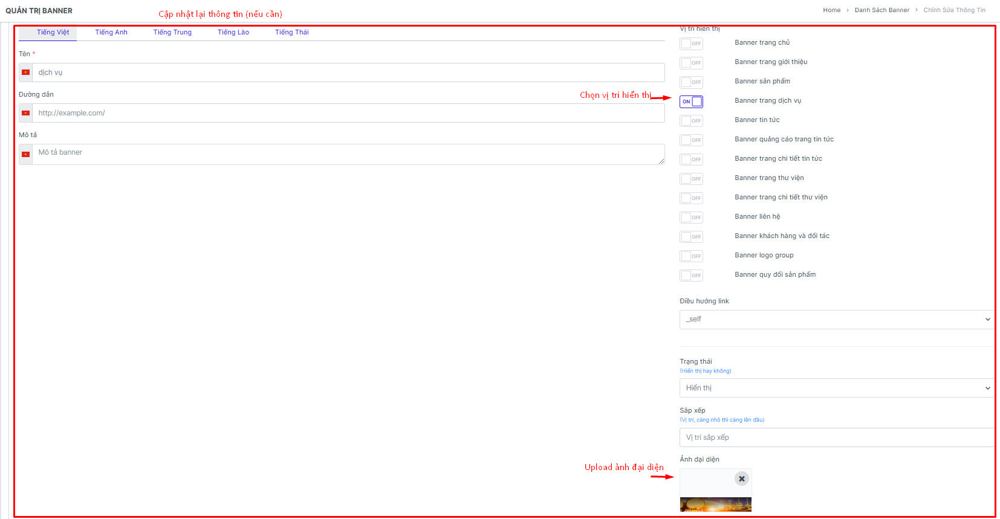 QUẢN TRỊ BANNER
Cập nhật lại thông tin (nếu cần)
Home › Danh Sách Banner › Chỉnh Sửa Thông Tin
Tiếng Việt Tiếng Anh Tiếng Trung Tiếng Lào Tiếng Thái
Tên *
dịch vụ
Đường dẫn
http://example.com/
Mô tả
Mô tả banner
Vị trí hiển thị
OFF Banner trang chủ
OFF Banner trang giới thiệu
OFF Banner sản phẩm
Chọn vị trí hiển thị
ON Banner trang dịch vụ
OFF Banner tin tức
OFF Banner quảng cáo trang tin tức
OFF Banner trang chi tiết tin tức
OFF Banner trang thư viện
OFF Banner trang chi tiết thư viện
OFF Banner liên hệ
OFF Banner khách hàng và đối tác
OFF Banner logo group
OFF Banner quy đổi sản phẩm
Điều hướng link
_self
Trạng thái
(Hiển thị hay không)
Hiển thị
Sắp xếp
(Vị trí, càng nhỏ thì càng lên đầu)
Vị trí sắp xếp
Ảnh đại diện
Upload ảnh đại diện